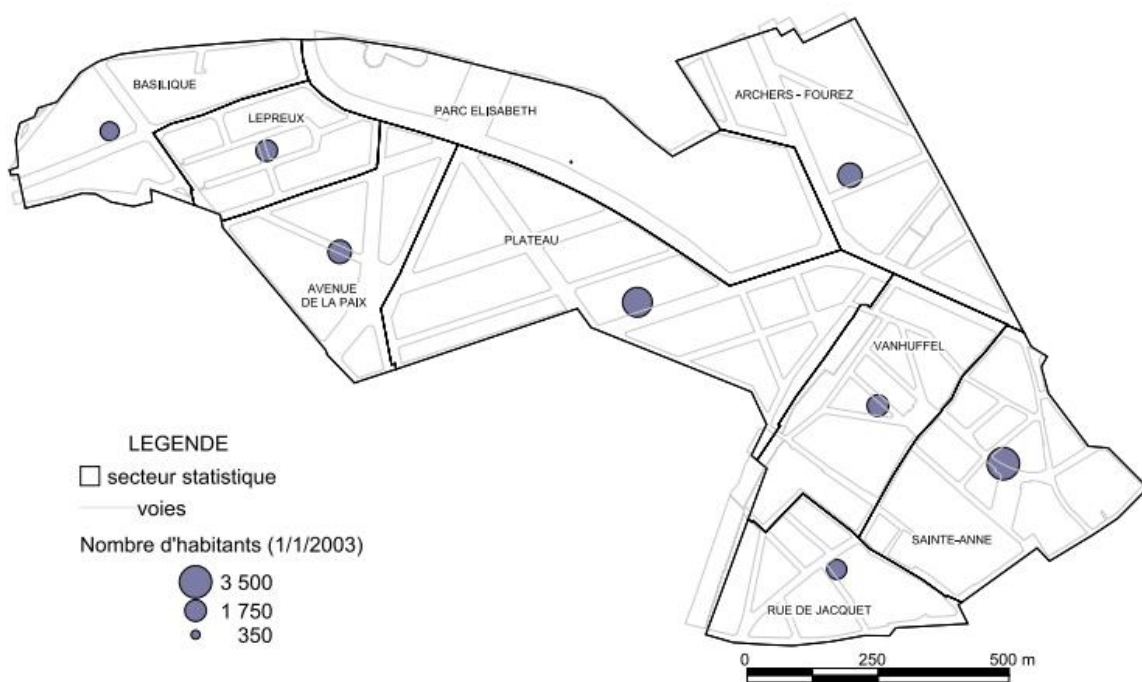 BASILIQUE
LEPREUX
PARC ELISABETH
ARCHERS - FOUREZ
PLATEAU
AVENUE
DE LA PAIX
VANHUFFEL
SAINTE-ANNE
RUE DE JACQUET
LEGENDE
secteur statistique
voies
Nombre d'habitants (1/1/2003)
3 500
1 750
350
0 250 500 m